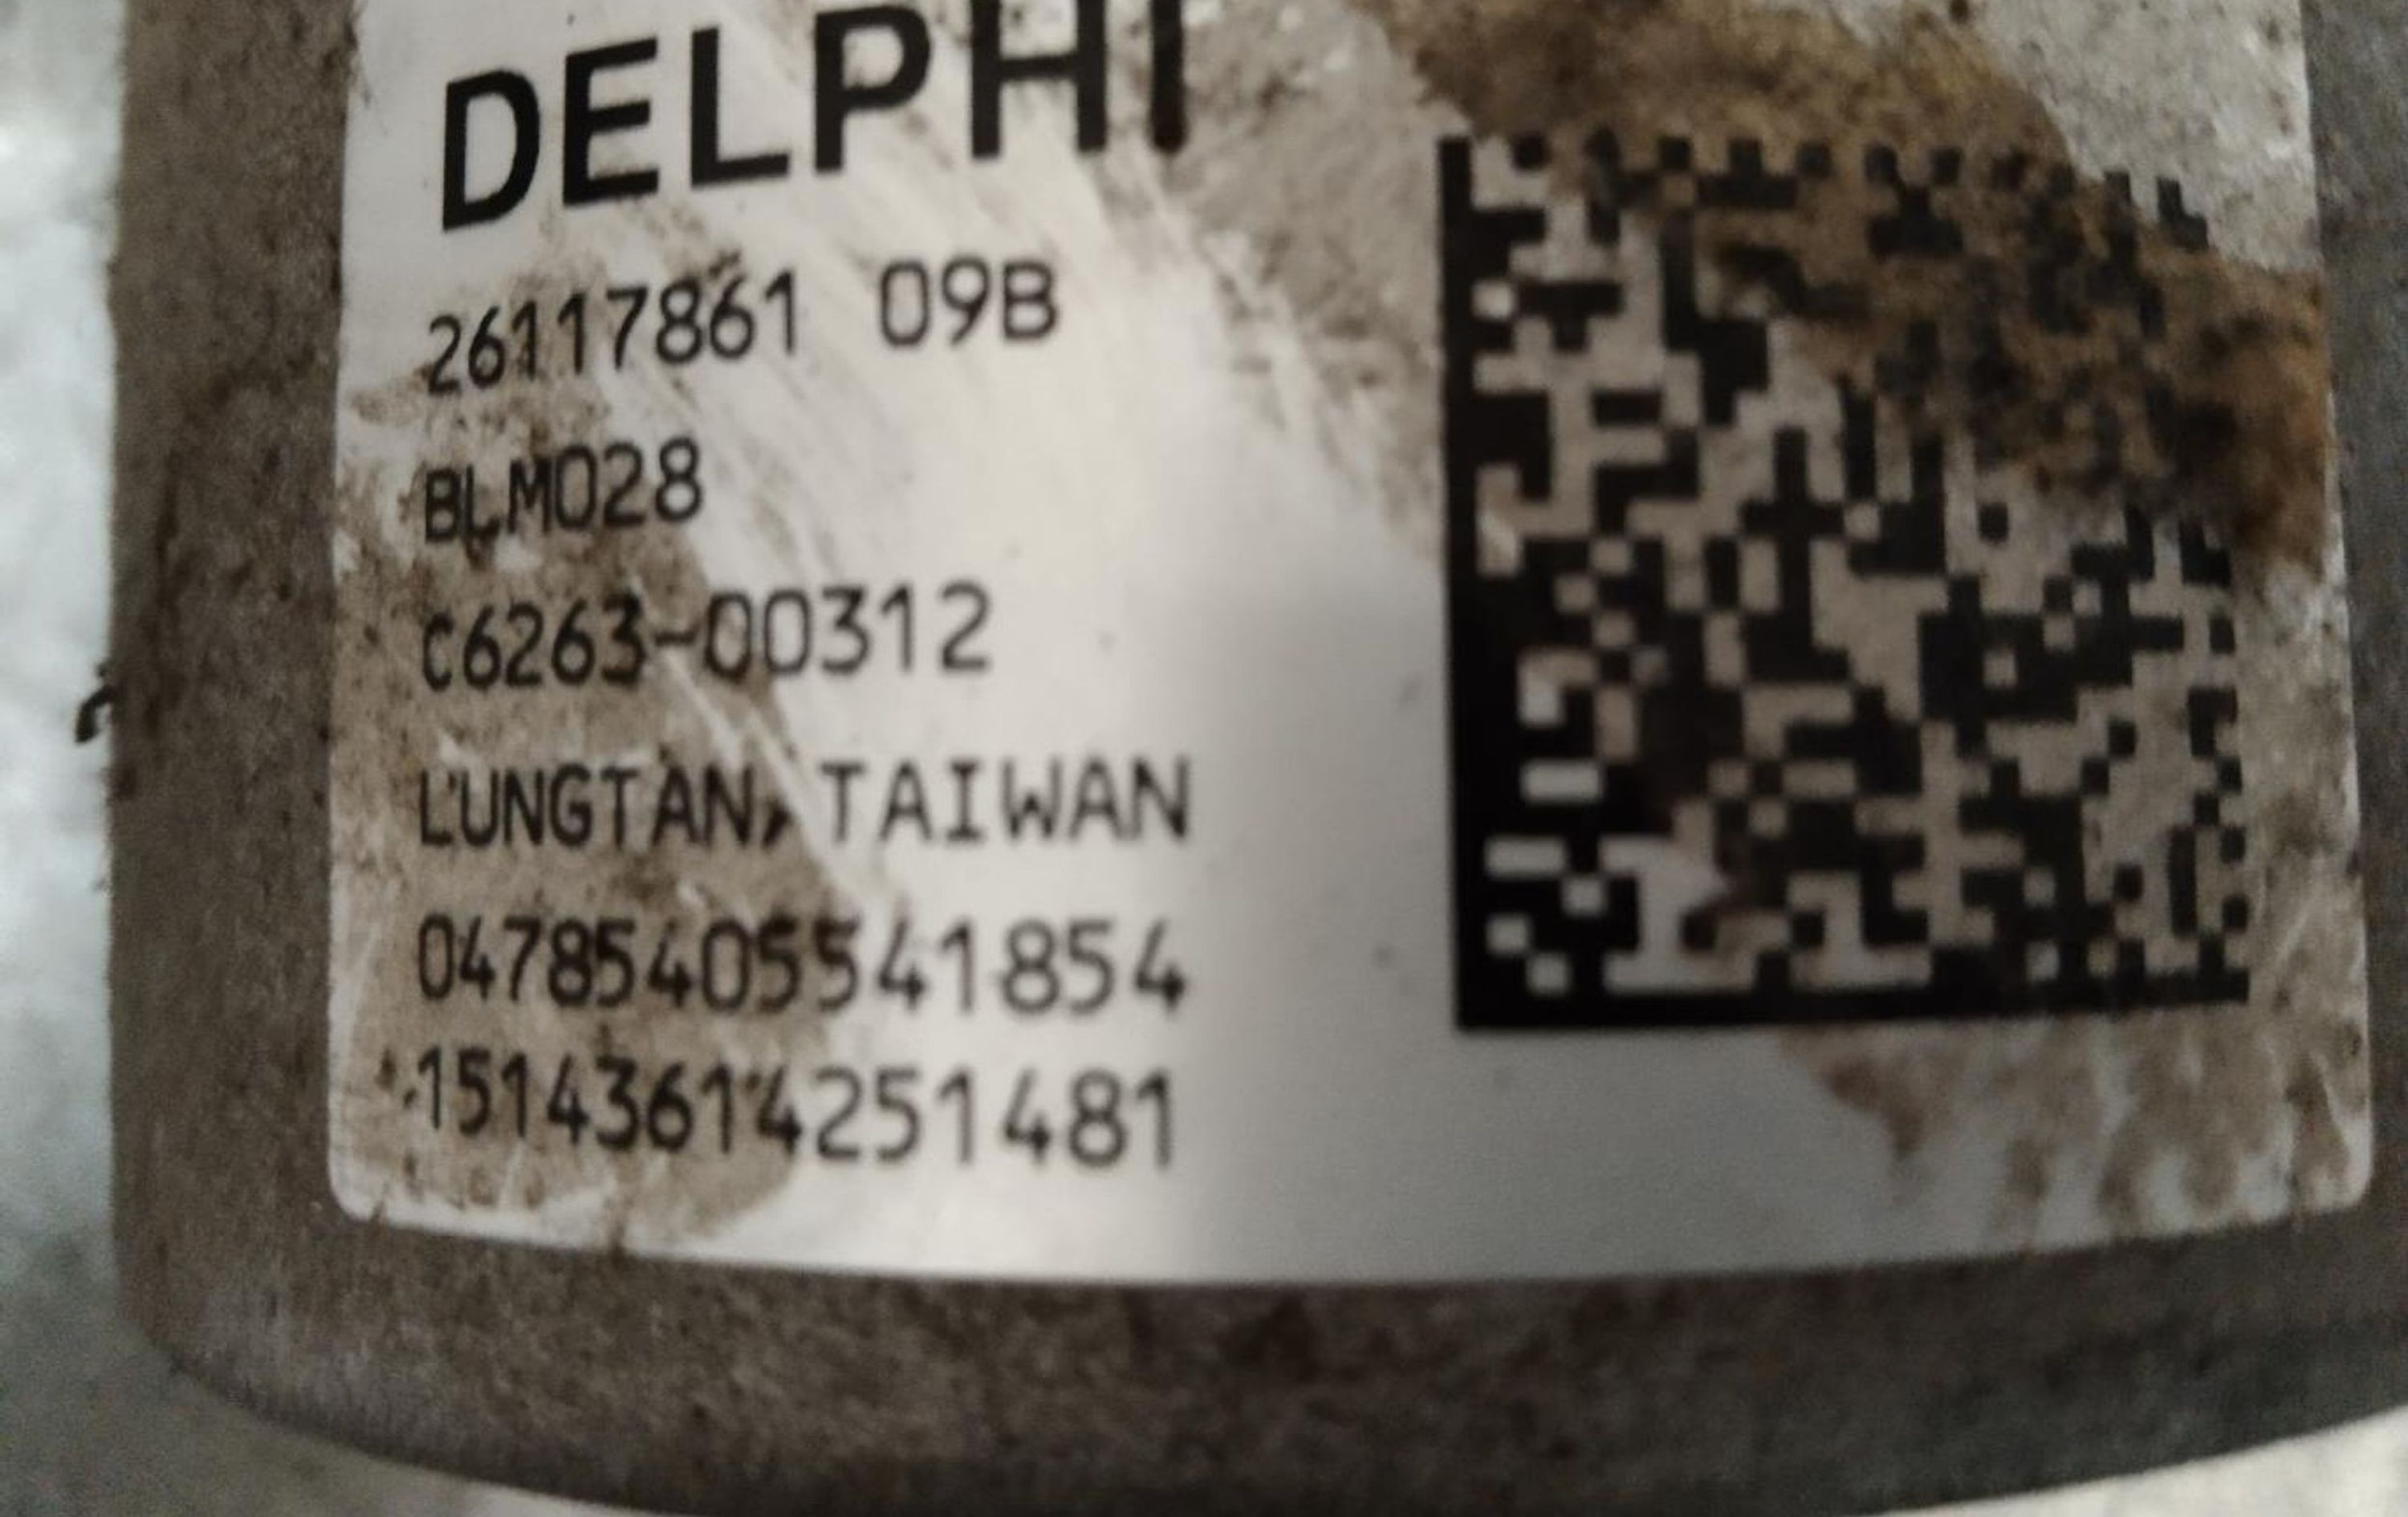 DELPHI
26117861 09B
BLM028
C6263-00312
LUNGTAN, TAIWAN
04785405541854
15143614251481